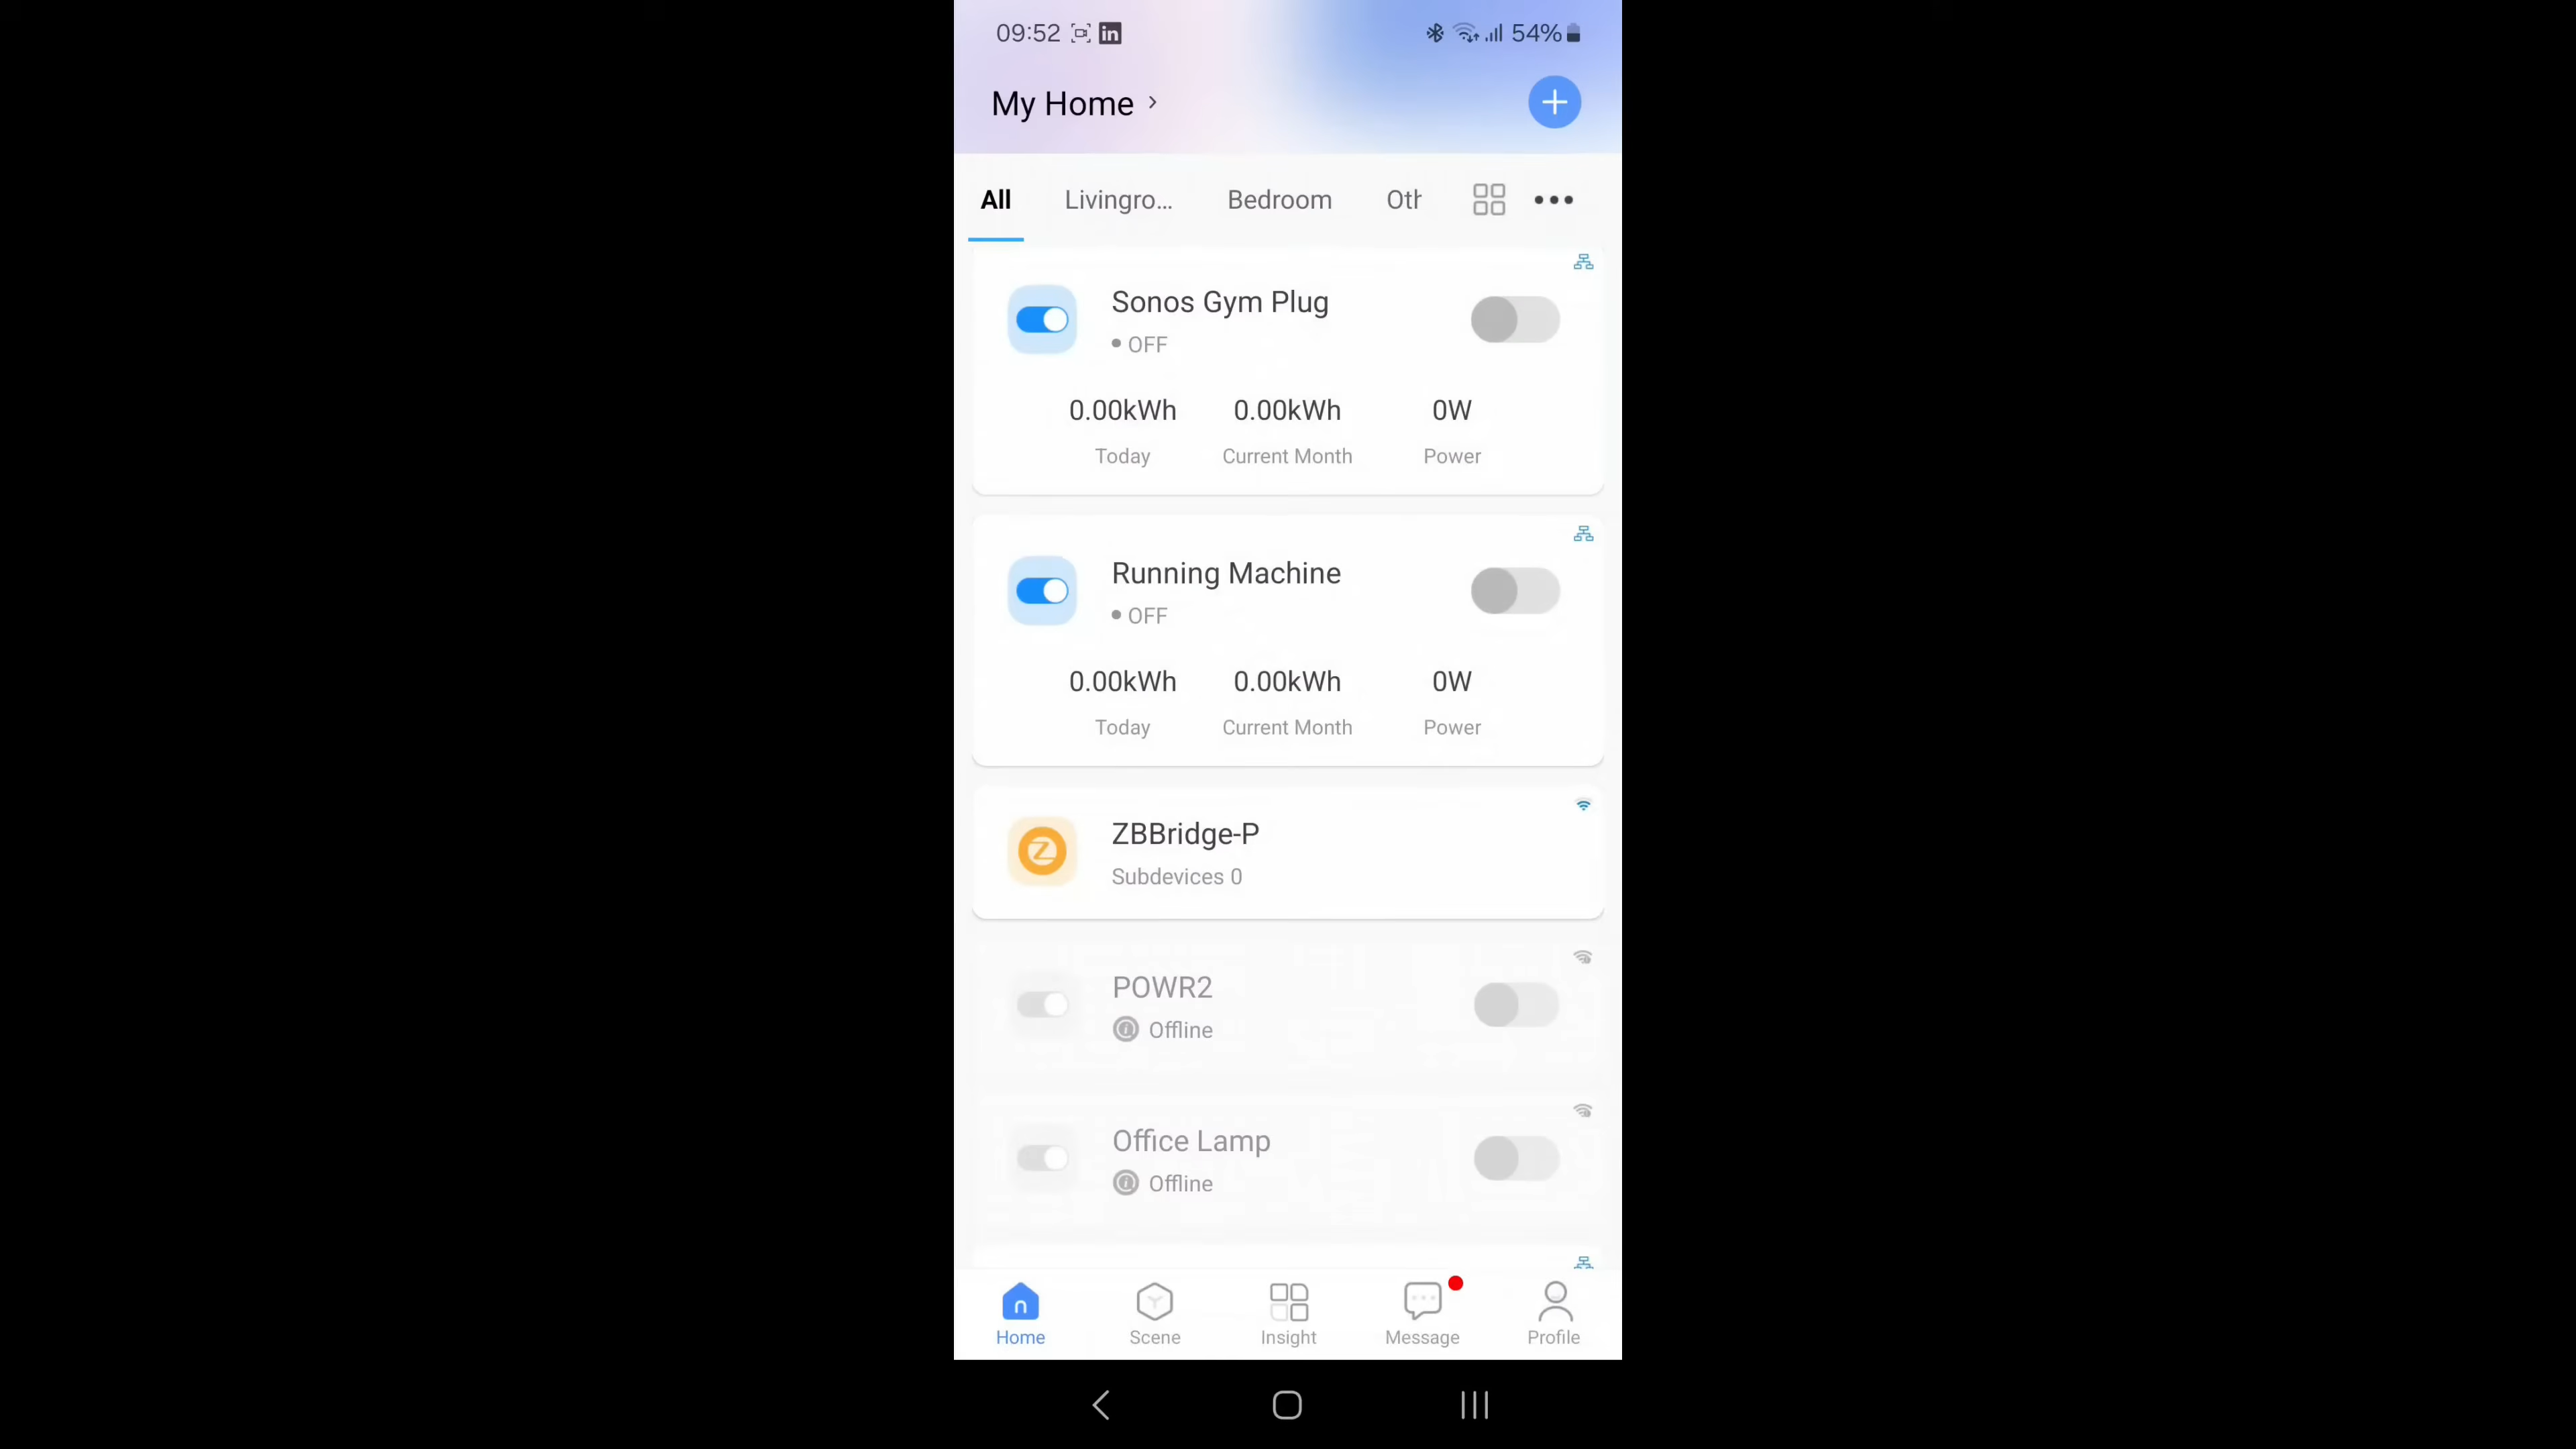 09:52 in 54%
My Home
All Livingro... Bedroom Oth
Sonos Gym Plug
OFF
0.00kWh 0.00kWh 0W
Today Current Month Power
Running Machine
OFF
0.00kWh 0.00kWh 0W
Today Current Month Power
ZBBridge-P
Subdevices 0
POWR2
Offline
Office Lamp
Offline
Home Scene Insight Message Profile